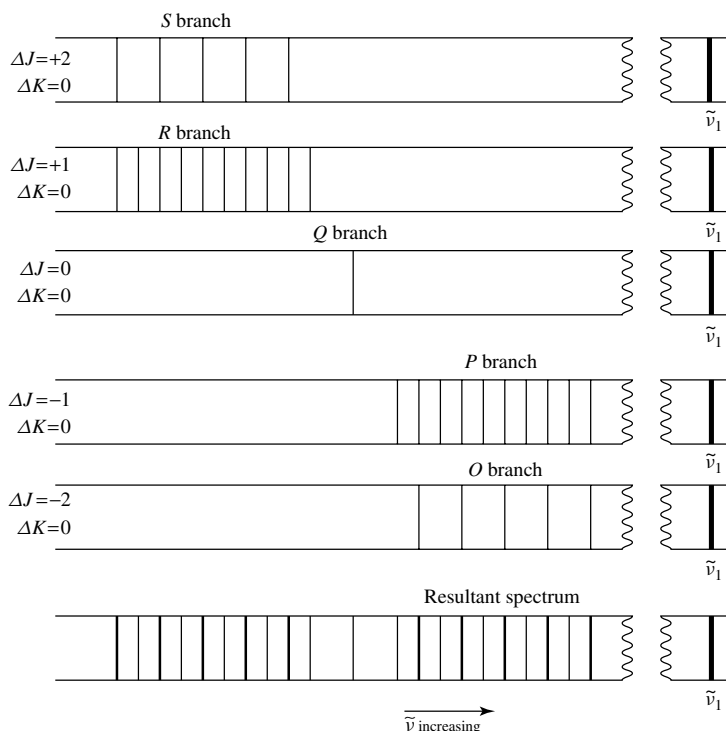 S branch
ΔJ=+2
ΔK=0
ν̃₁
R branch
ΔJ=+1
ΔK=0
ν̃₁
Q branch
ΔJ=0
ΔK=0
ν̃₁
P branch
ΔJ=−1
ΔK=0
ν̃₁
O branch
ΔJ=−2
ΔK=0
ν̃₁
Resultant spectrum
ν̃₁
ν̃ increasing